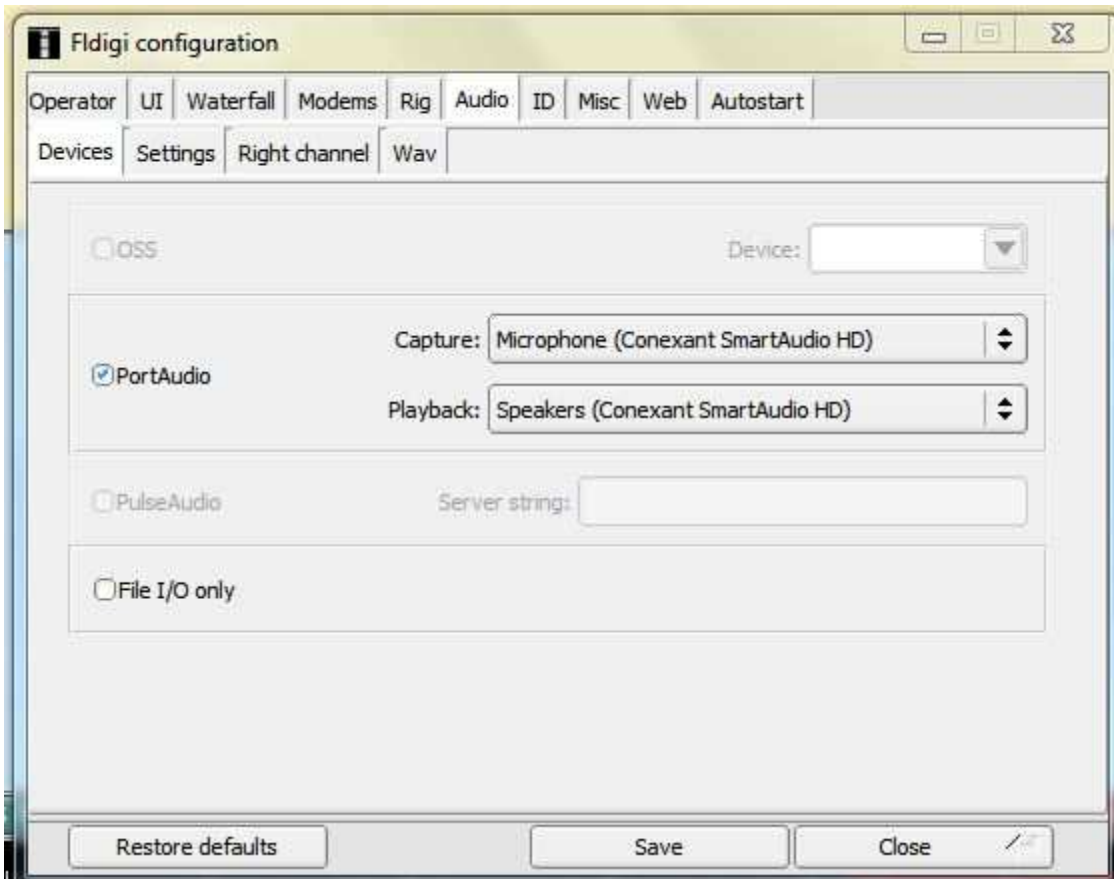 Fldigi configuration
Operator UI Waterfall Modems Rig Audio ID Misc Web Autostart
Devices Settings Right channel Wav
OSS Device:
Capture: Microphone (Conexant SmartAudio HD)
PortAudio
Playback: Speakers (Conexant SmartAudio HD)
PulseAudio Server string:
File I/O only
Restore defaults Save Close